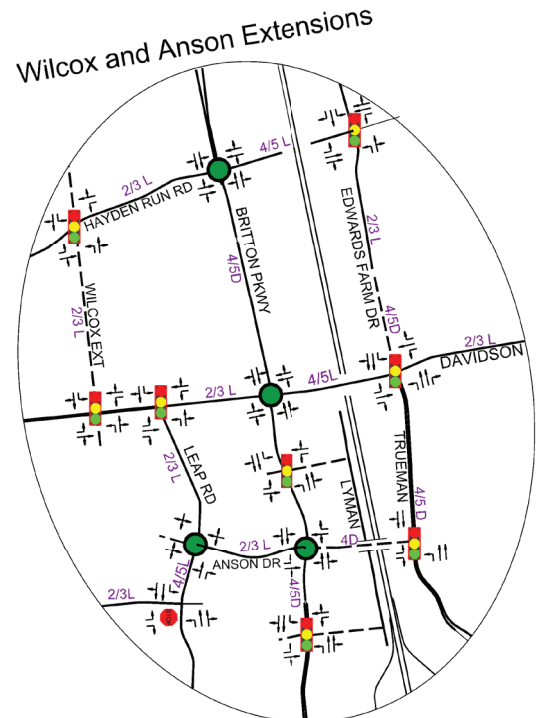 Wilcox and Anson Extensions
4/5 L
2/3 L
HAYDEN RUN RD
EDWARDS FARM DR
2/3 L
BRITTON PKWY
4/5D
WILCOX EXT
2/3 L
4/5D
2/3 L
DAVIDSON
4/5L
2/3 L
LEAP RD
2/3 L
TRUEMAN
4/5 D
LYMAN
4D
2/3 L
ANSON DR
4/5L
4/5D
2/3L
STOP